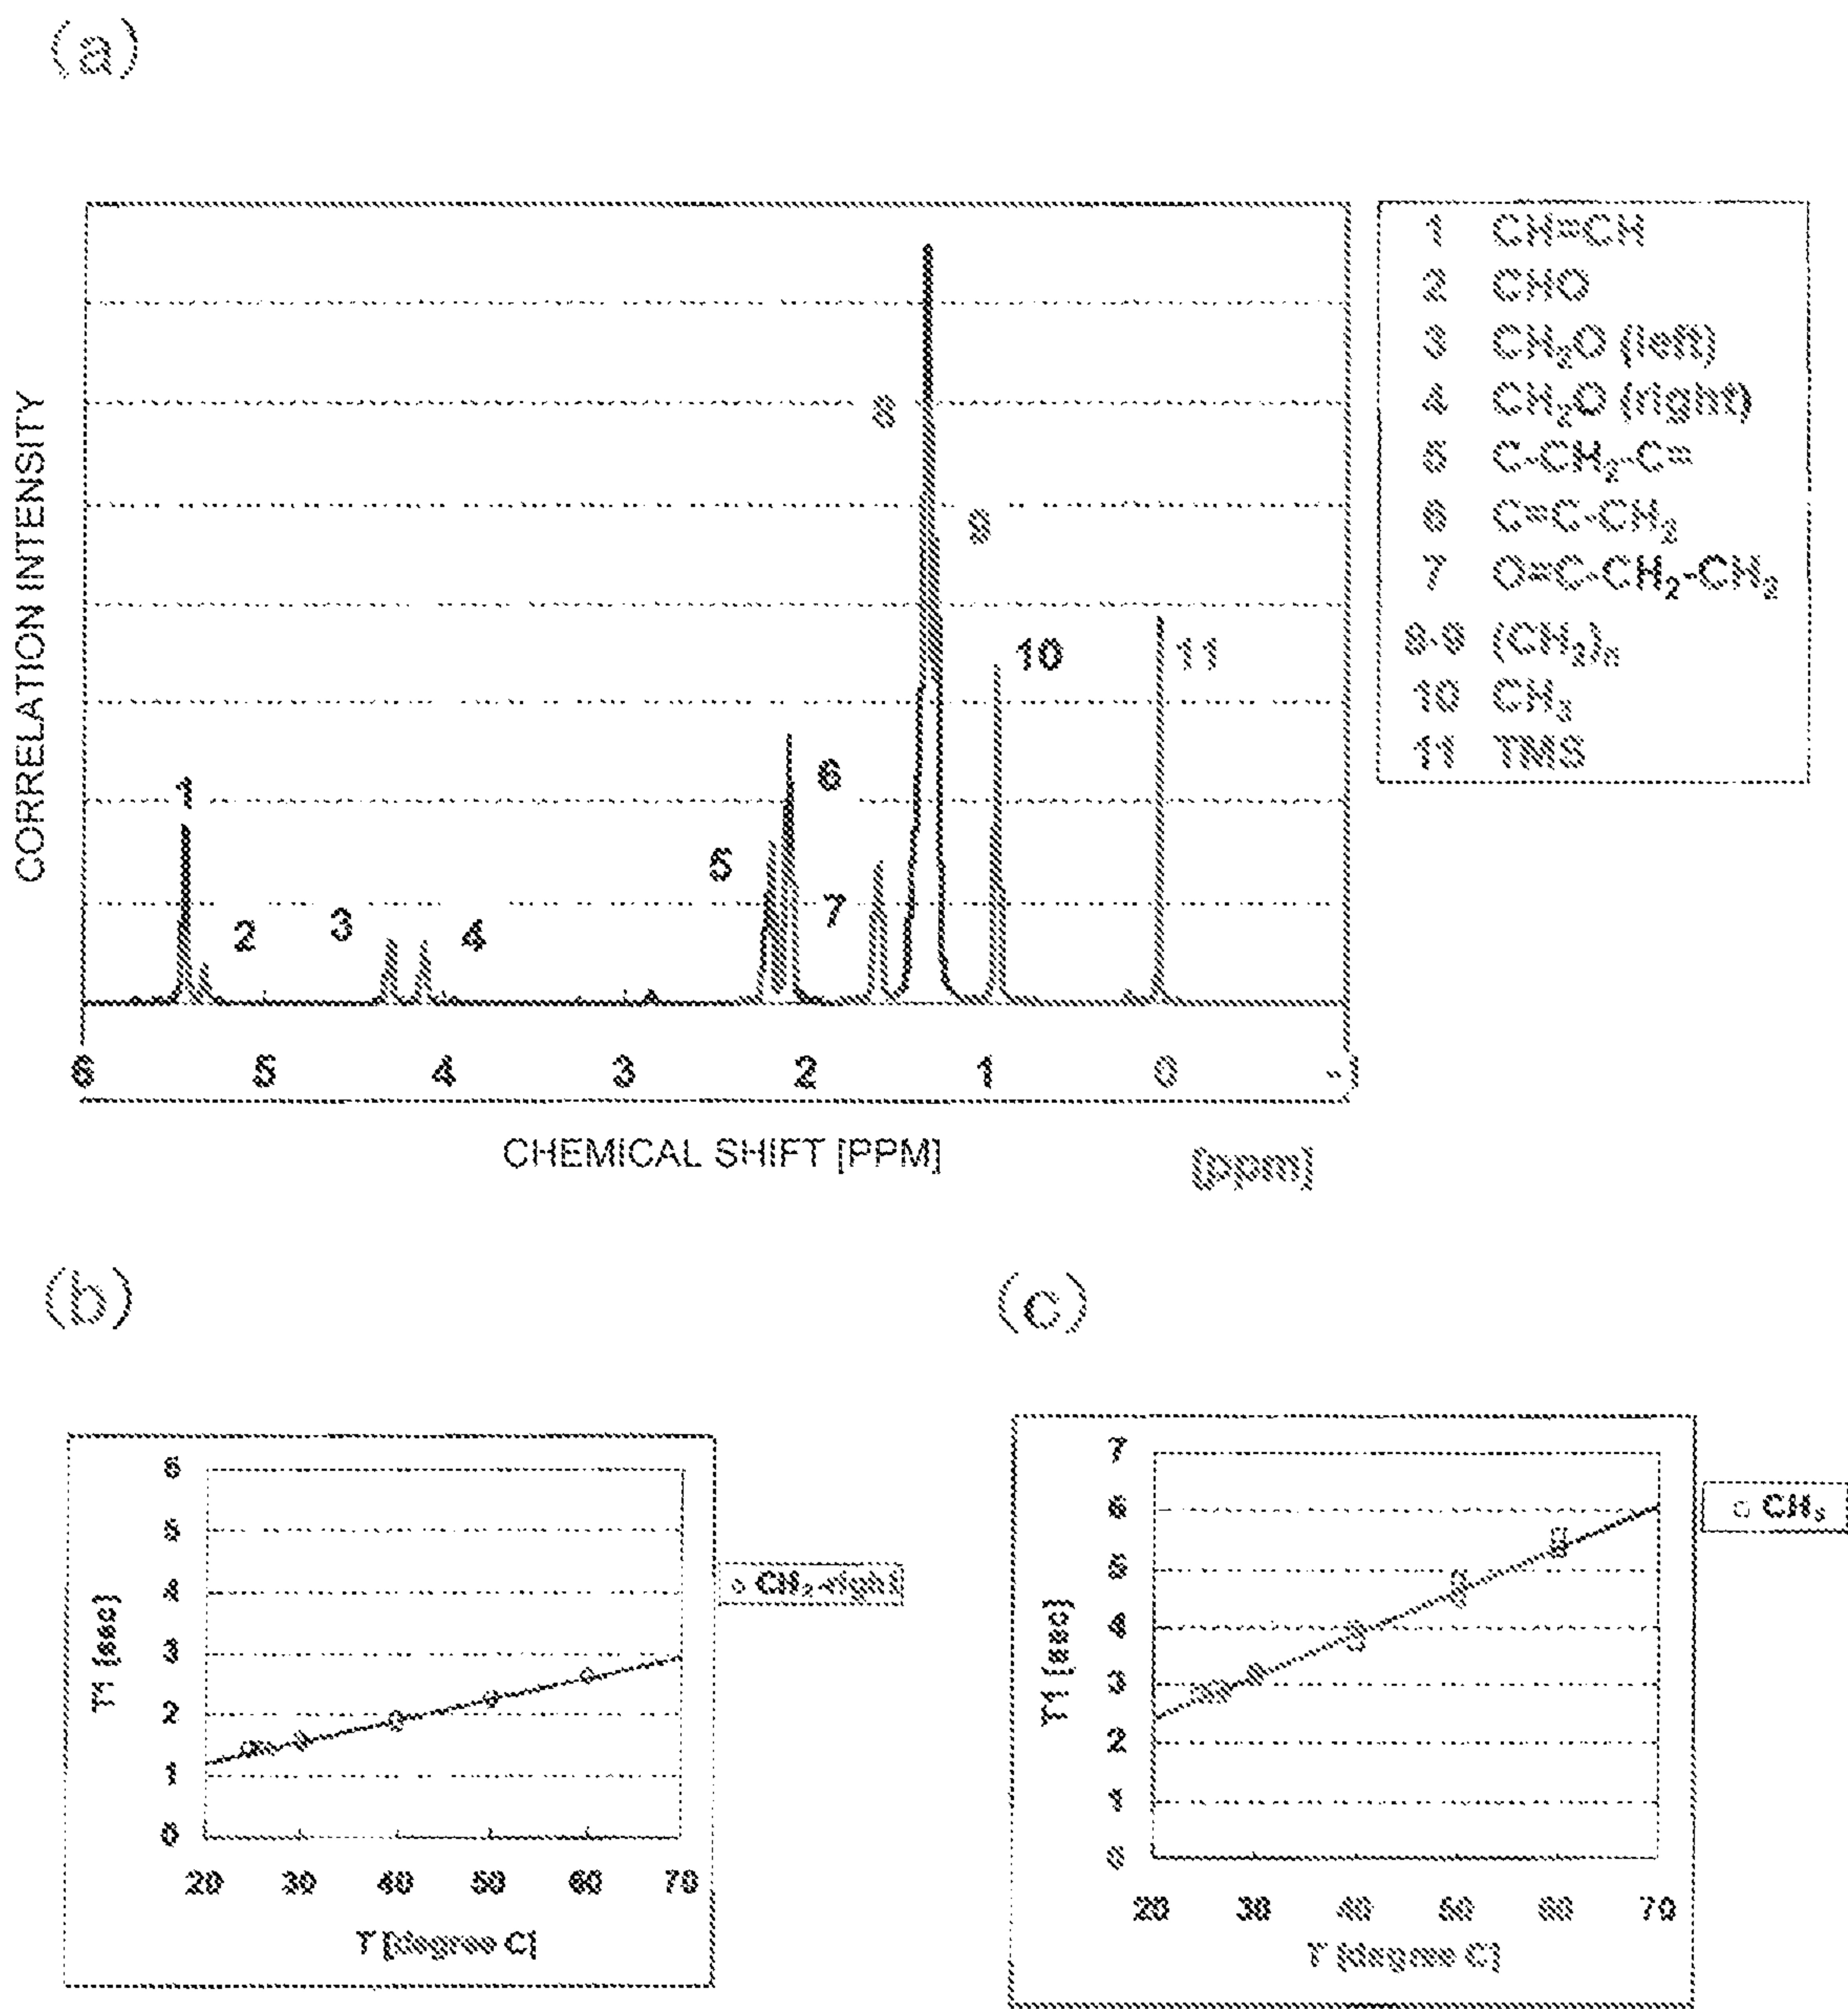 (a)
CORRELATION INTENSITY
1
2
3
4
5
6
7
8
9
10
11
6 5 4 3 2 1 0 -1
CHEMICAL SHIFT [PPM]
[ppm]
1 CH=CH
2 CHO
3 CH₂O (left)
4 CH₂O (right)
5 C-CH₂-C=
6 C=C-CH₂
7 O=C-CH₂-CH₂
8-9 (CH₂)n
10 CH₃
11 TMS
(b)
T1 [sec]
6
5
4
3
2
1
0
20 30 40 50 60 70
T [degree C]
CH₂-right
(c)
T1 [sec]
7
6
5
4
3
2
1
0
20 30 40 50 60 70
T [degree C]
CH₃